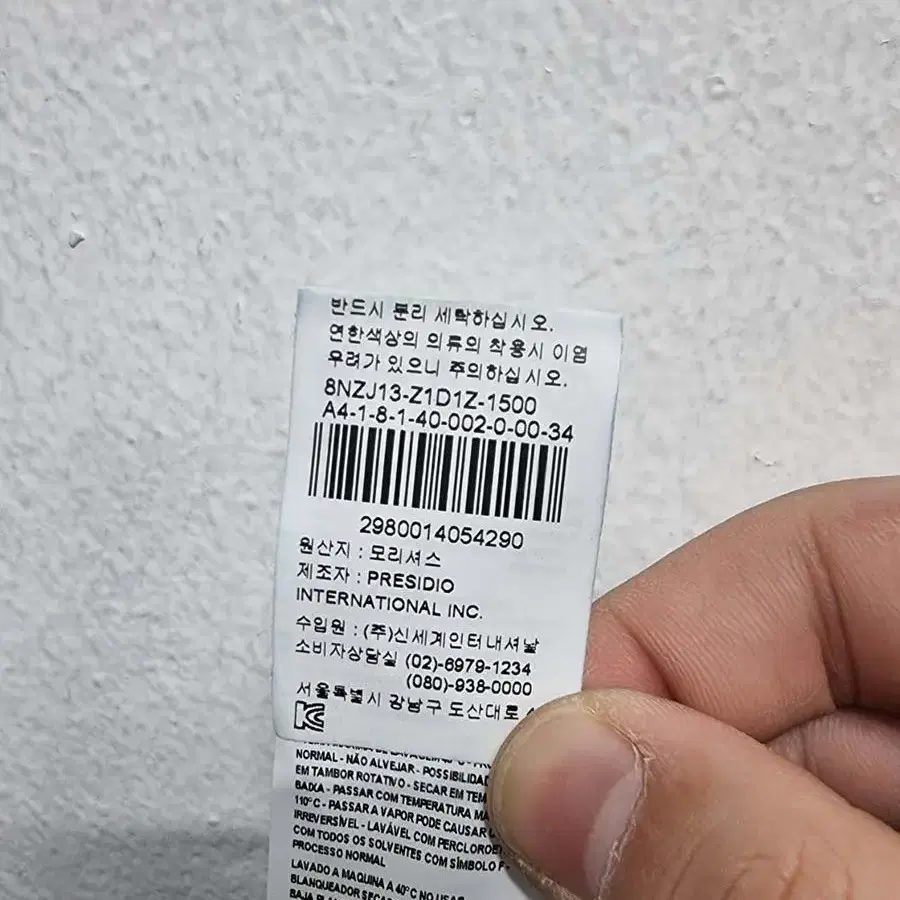 반드시 분리 세탁하십시오.
연한색상의 의류의 착용시 이염
우려가 있으니 주의하십시오.
8NZJ13-Z1D1Z-1500
A4-1-8-1-40-002-0-00-34
2980014054290
원산지 : 모리셔스
제조자 : PRESIDIO
INTERNATIONAL INC.
수입원 : (주)신세계인터내셔날
소비자상담실 (02)-6979-1234
(080)-938-0000
서울특별시 강남구 도산대로
NORMAL - NÃO ALVEJAR - POSSIBILIDAD
EM TAMBOR ROTATIVO - SECAR EM TEM
BAIXA - PASSAR COM TEMPERATURA MA
110°C - PASSAR A VAPOR PODE CAUSAR
IRREVERSÍVEL - LAVÁVEL COM PERCLOROET
COM TODOS OS SOLVENTES COM SÍMBOLO F -
PROCESSO NORMAL
LAVADO A MAQUINA A 40°C NO USAR
BLANQUEADOR SECAR